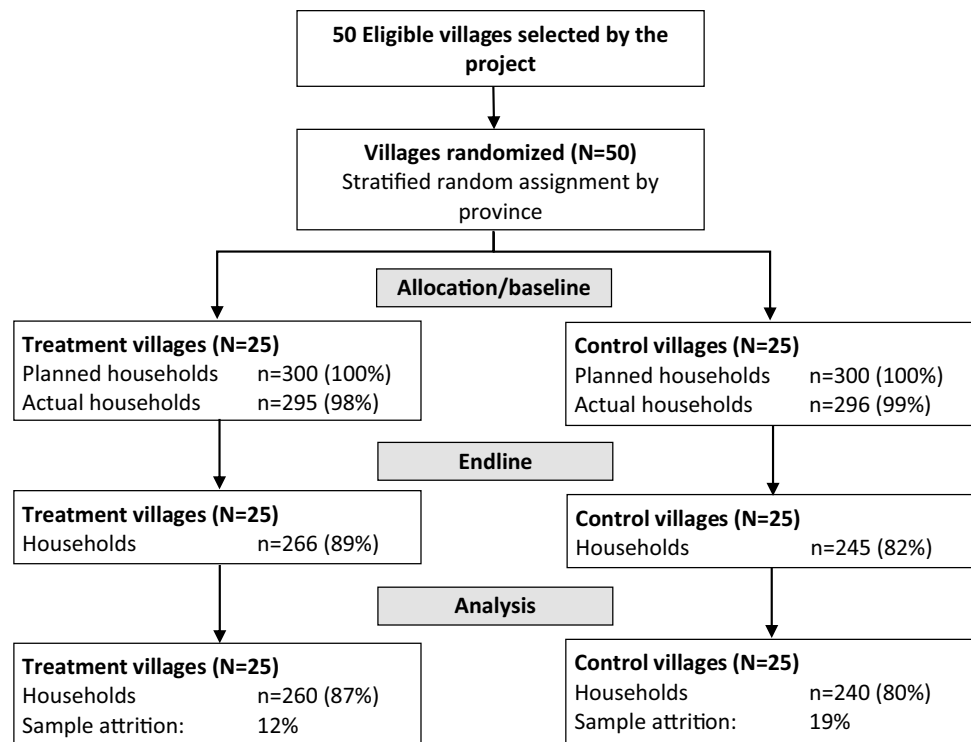 50 Eligible villages selected by the
project
Villages randomized (N=50)
Stratified random assignment by
province
Allocation/baseline
Treatment villages (N=25)
Planned households n=300 (100%)
Actual households n=295 (98%)
Control villages (N=25)
Planned households n=300 (100%)
Actual households n=296 (99%)
Endline
Treatment villages (N=25)
Households n=266 (89%)
Control villages (N=25)
Households n=245 (82%)
Analysis
Treatment villages (N=25)
Households n=260 (87%)
Sample attrition: 12%
Control villages (N=25)
Households n=240 (80%)
Sample attrition: 19%